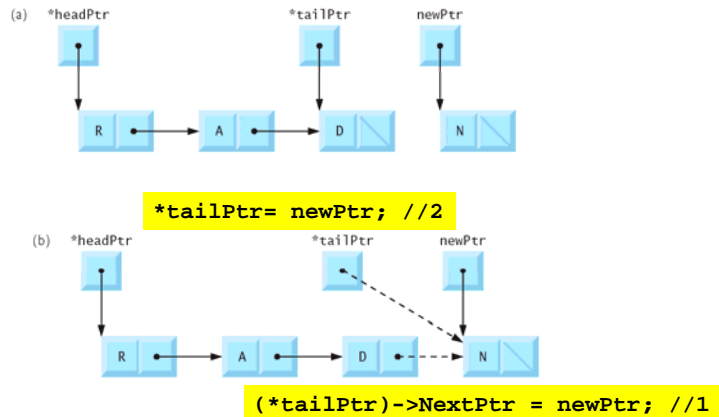 (a) *headPtr *tailPtr newPtr
R A D N
*tailPtr= newPtr; //2
(b) *headPtr *tailPtr newPtr
R A D N
(*tailPtr)->NextPtr = newPtr; //1